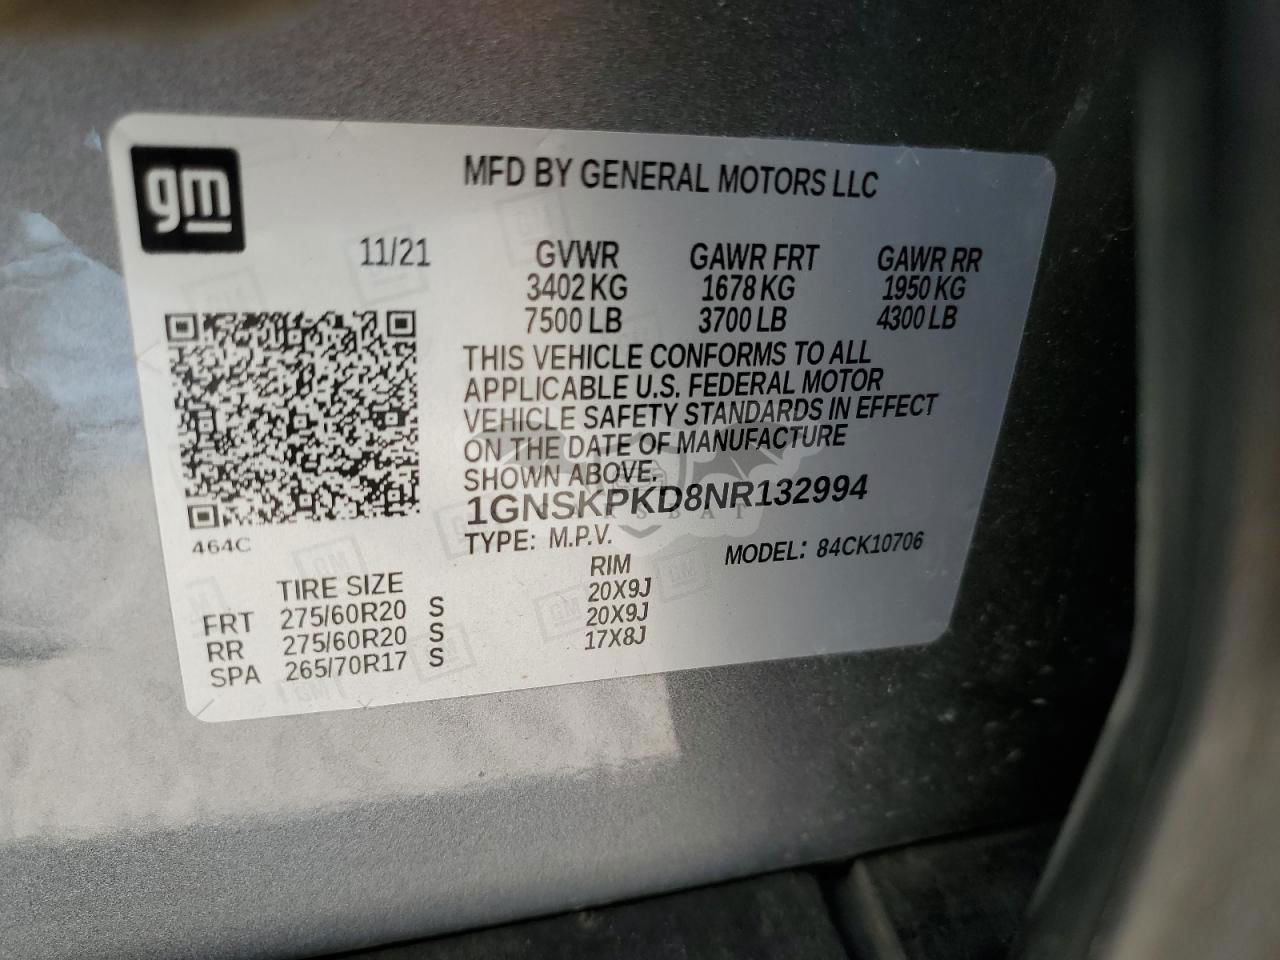 gm
MFD BY GENERAL MOTORS LLC
11/21 GVWR GAWR FRT GAWR RR
3402 KG 1678 KG 1950 KG
7500 LB 3700 LB 4300 LB
THIS VEHICLE CONFORMS TO ALL
APPLICABLE U.S. FEDERAL MOTOR
VEHICLE SAFETY STANDARDS IN EFFECT
ON THE DATE OF MANUFACTURE
SHOWN ABOVE.
1GNSKPKD8NR132994
464C
TYPE: M.P.V. MODEL: 84CK10706
TIRE SIZE RIM
FRT 275/60R20 S 20X9J
RR 275/60R20 S 20X9J
SPA 265/70R17 S 17X8J